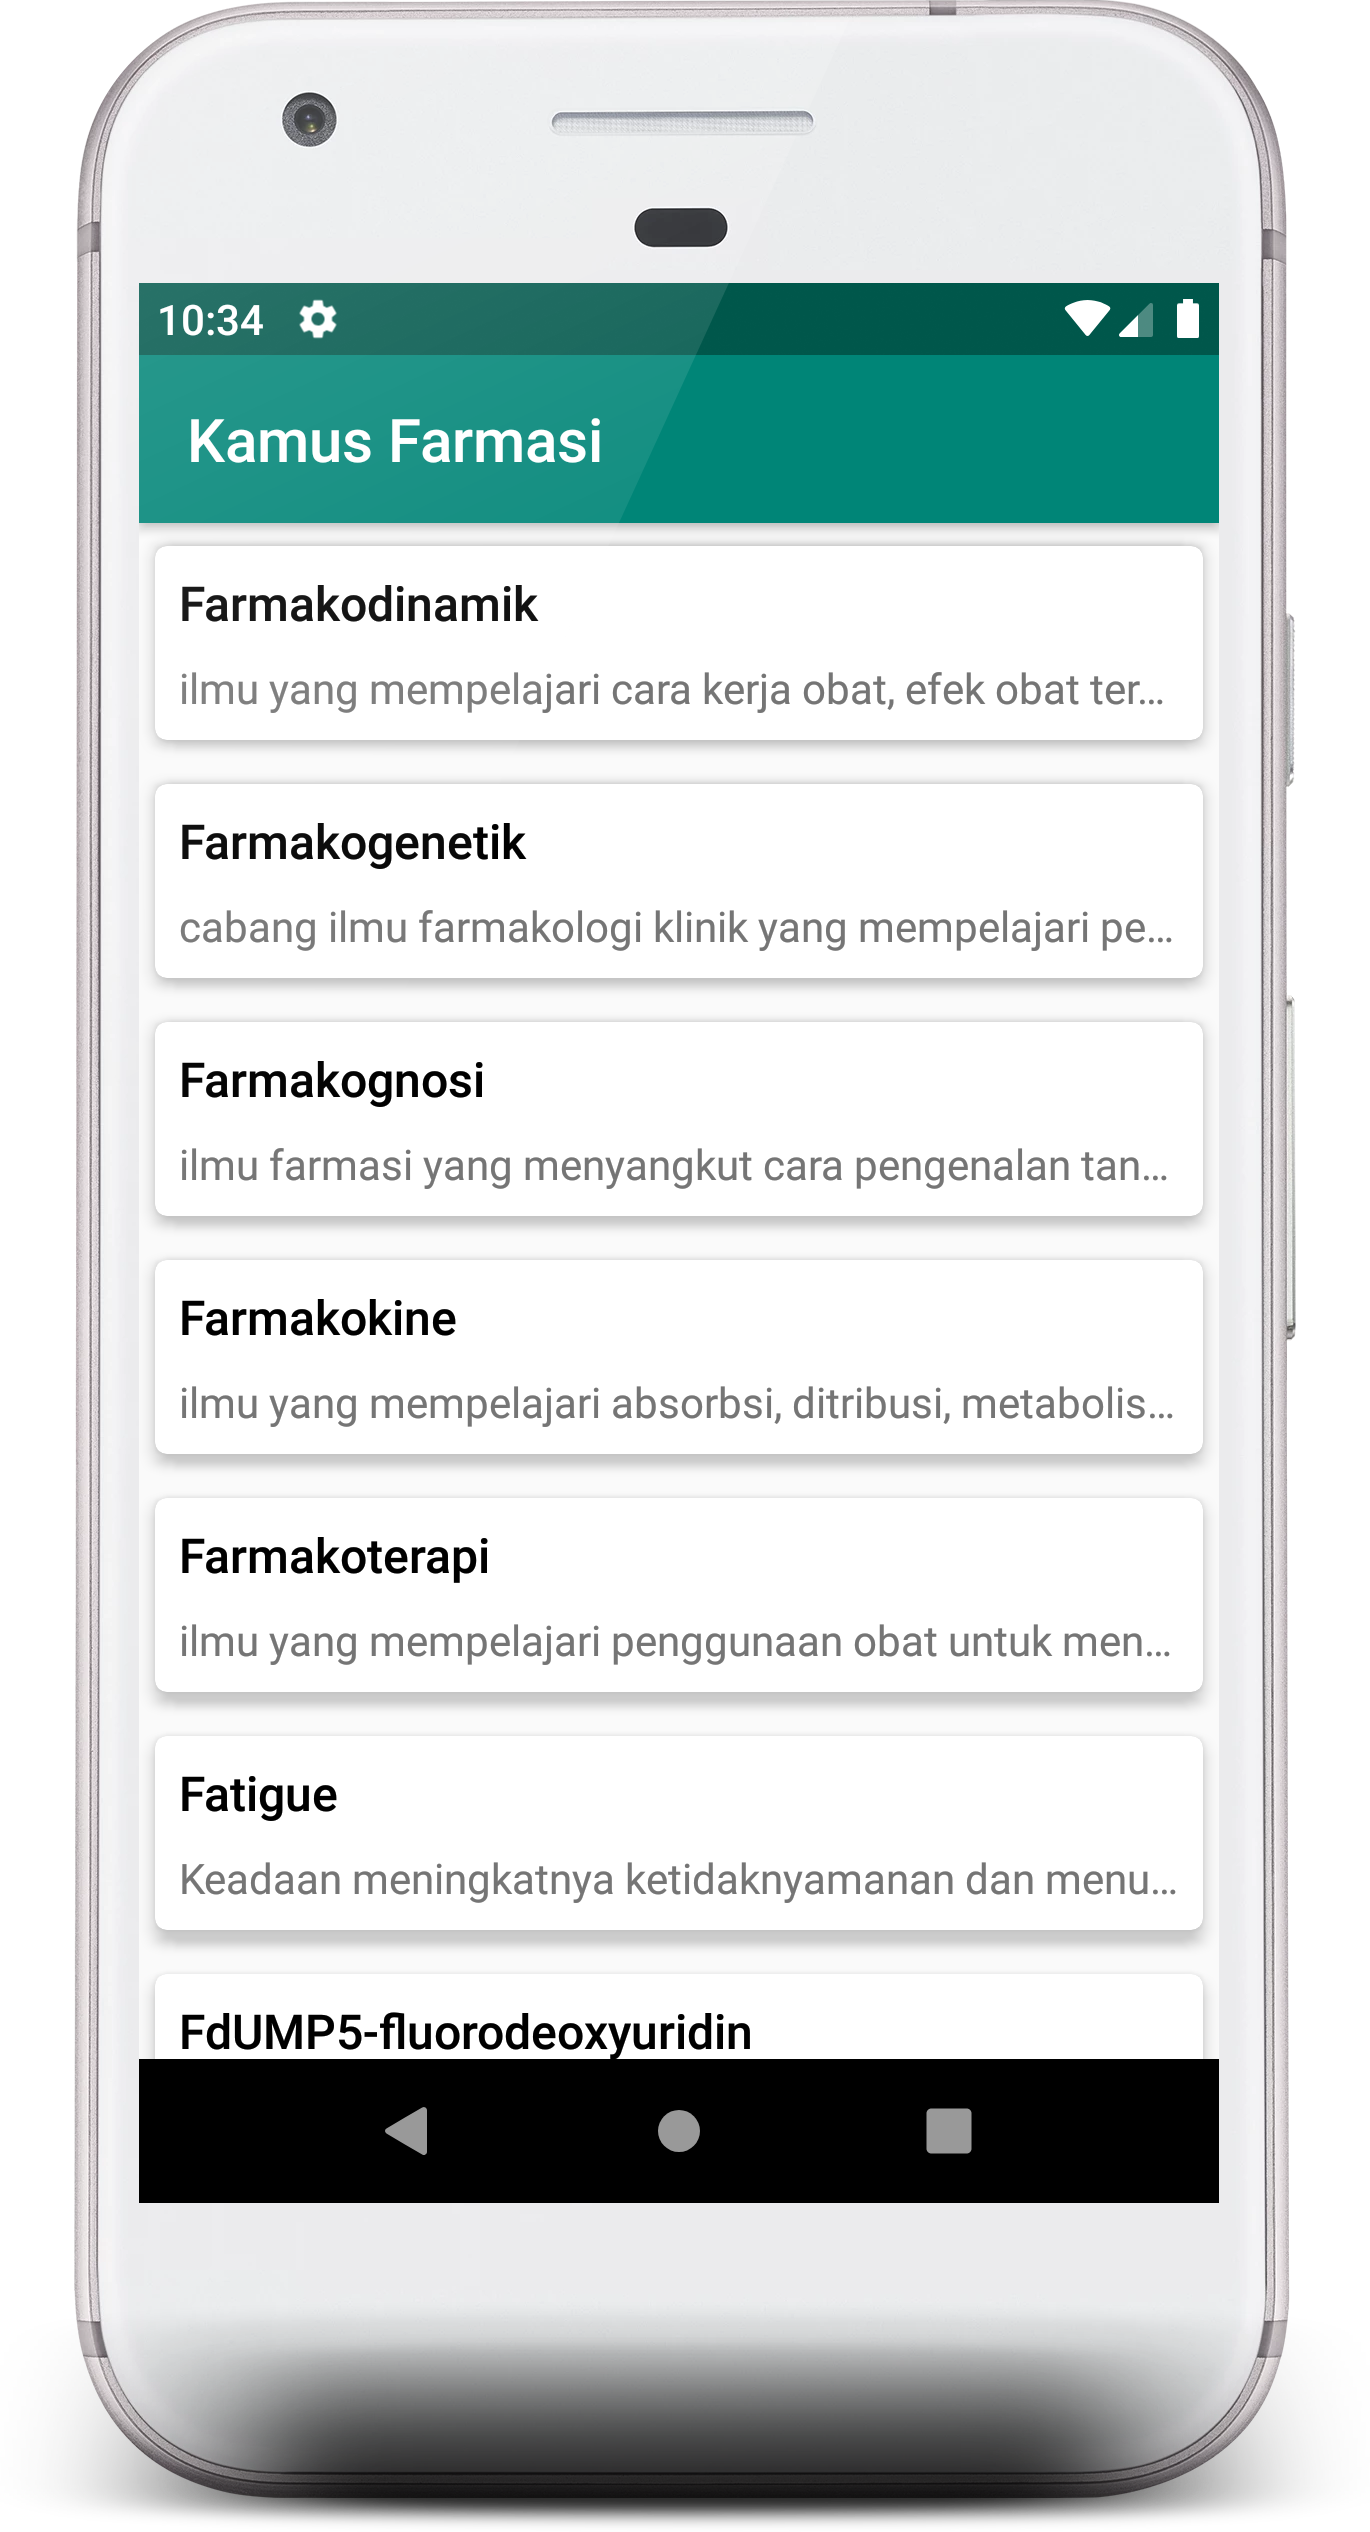 10:34
Kamus Farmasi
Farmakodinamik
ilmu yang mempelajari cara kerja obat, efek obat ter...
Farmakogenetik
cabang ilmu farmakologi klinik yang mempelajari pe...
Farmakognosi
ilmu farmasi yang menyangkut cara pengenalan tan...
Farmakokine
ilmu yang mempelajari absorbsi, ditribusi, metabolis...
Farmakoterapi
ilmu yang mempelajari penggunaan obat untuk men...
Fatigue
Keadaan meningkatnya ketidaknyamanan dan menu...
FdUMP5-fluorodeoxyuridin